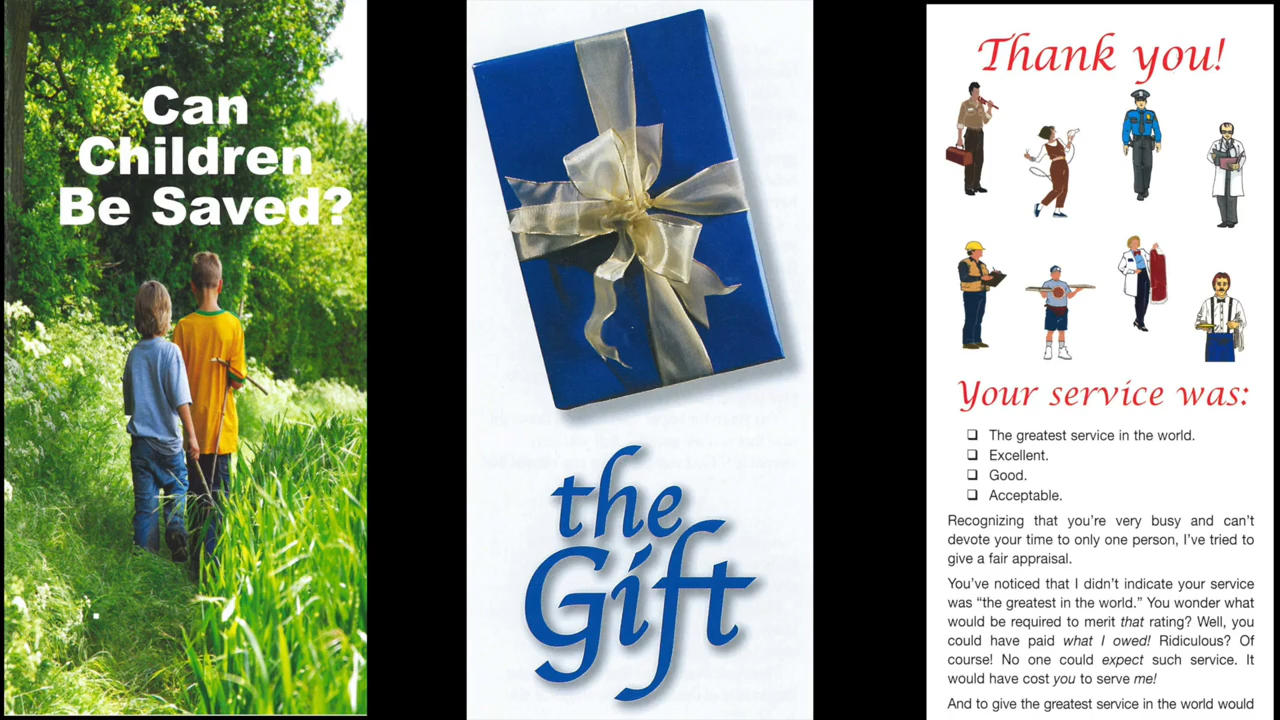 Can
Children
Be Saved?
the
Gift
Thank you!
Your service was:
❑ The greatest service in the world.
❑ Excellent.
❑ Good.
❑ Acceptable.
Recognizing that you're very busy and can't
devote your time to only one person, I've tried to
give a fair appraisal.
You've noticed that I didn't indicate your service
was “the greatest in the world.” You wonder what
would be required to merit that rating? Well, you
could have paid what I owed! Ridiculous? Of
course! No one could expect such service. It
would have cost you to serve me!
And to give the greatest service in the world would